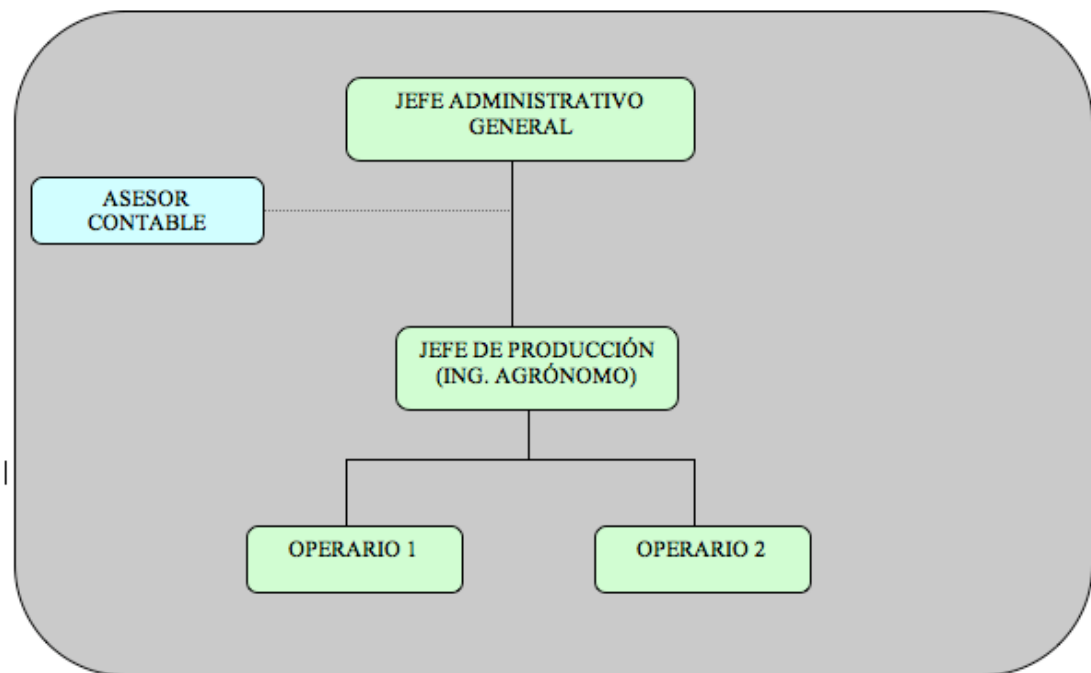 JEFE ADMINISTRATIVO
GENERAL
ASESOR
CONTABLE
JEFE DE PRODUCCIÓN
(ING. AGRÓNOMO)
OPERARIO 1
OPERARIO 2